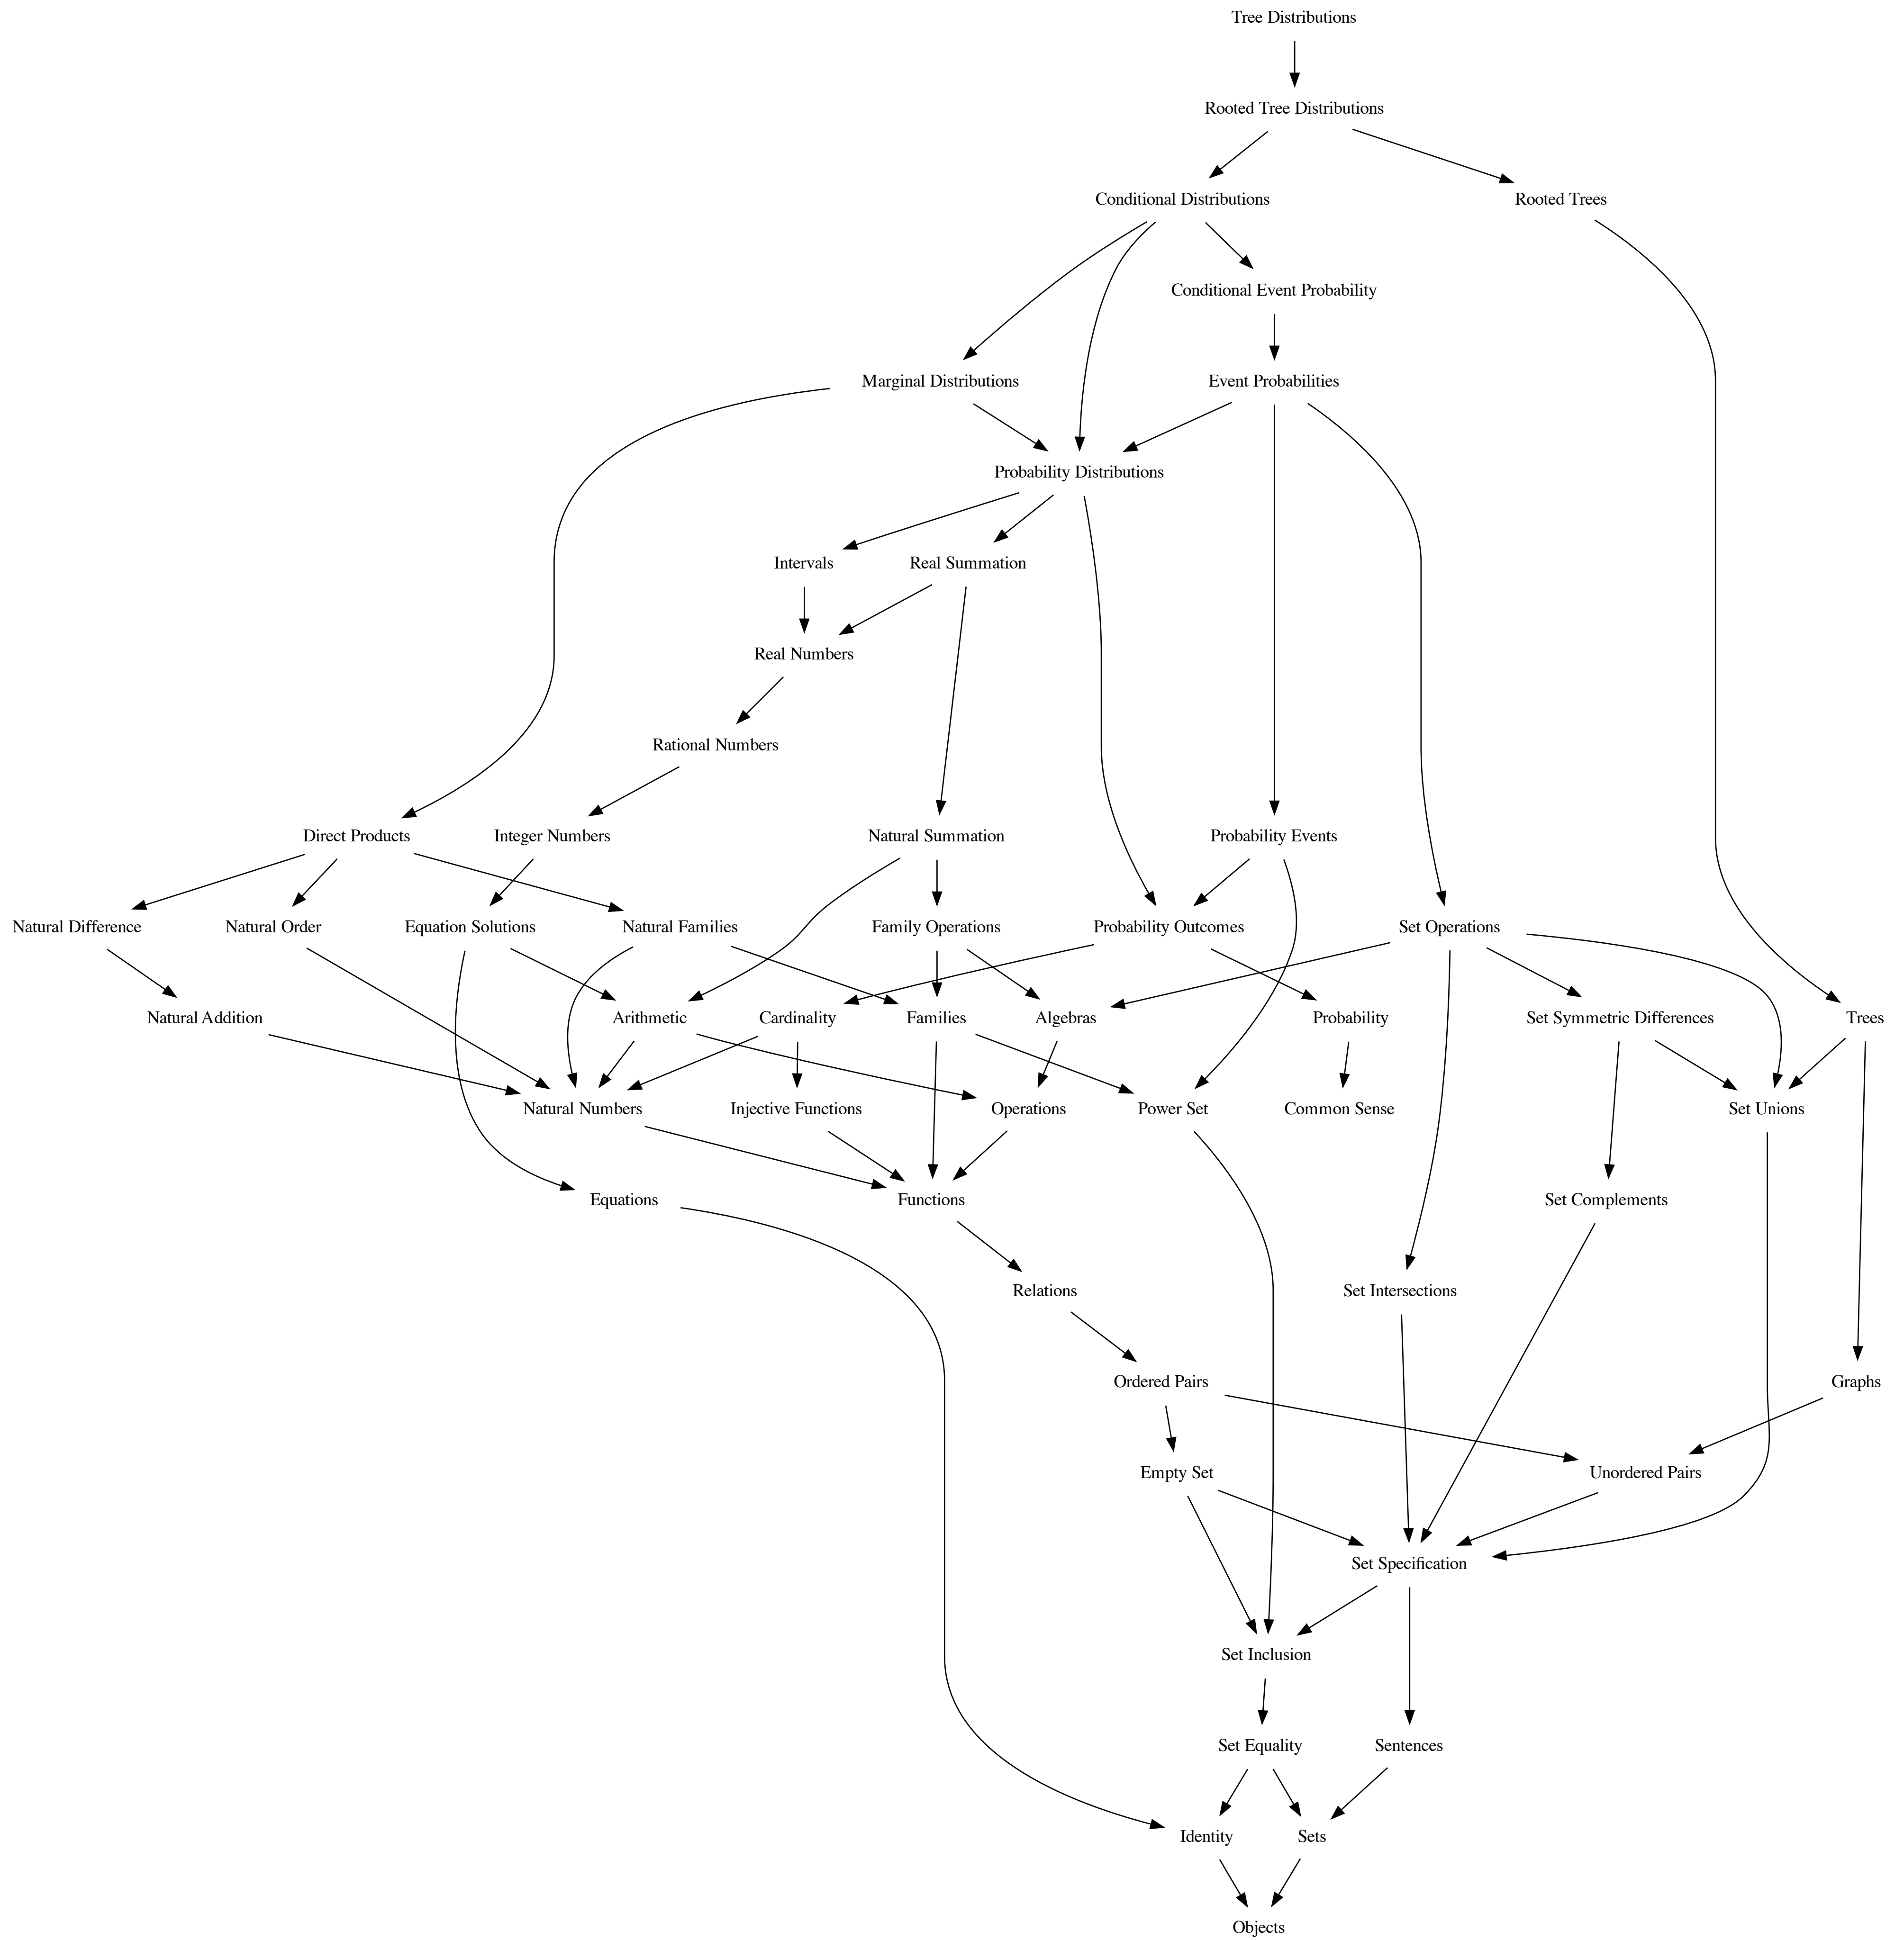 Tree Distributions
Rooted Tree Distributions
Conditional Distributions
Rooted Trees
Conditional Event Probability
Marginal Distributions
Event Probabilities
Probability Distributions
Intervals
Real Summation
Real Numbers
Rational Numbers
Direct Products
Integer Numbers
Natural Summation
Probability Events
Natural Difference
Natural Order
Equation Solutions
Natural Families
Family Operations
Probability Outcomes
Set Operations
Natural Addition
Arithmetic
Cardinality
Families
Algebras
Probability
Set Symmetric Differences
Trees
Natural Numbers
Injective Functions
Operations
Power Set
Common Sense
Set Unions
Equations
Functions
Set Complements
Relations
Set Intersections
Ordered Pairs
Graphs
Empty Set
Unordered Pairs
Set Specification
Set Inclusion
Set Equality
Sentences
Identity
Sets
Objects